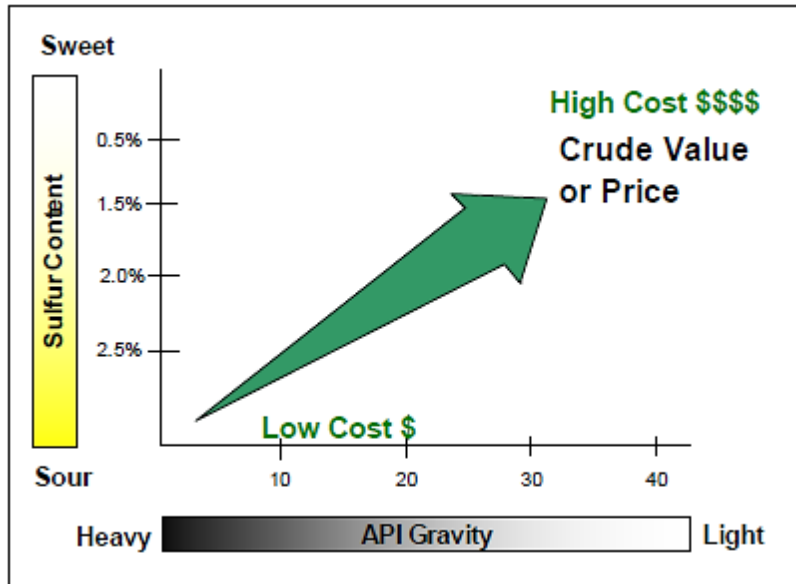 Sweet
High Cost $$$$
Crude Value
or Price
0.5%
1.5%
2.0%
2.5%
Sulfur Content
Low Cost $
Sour
10
20
30
40
Heavy
API Gravity
Light